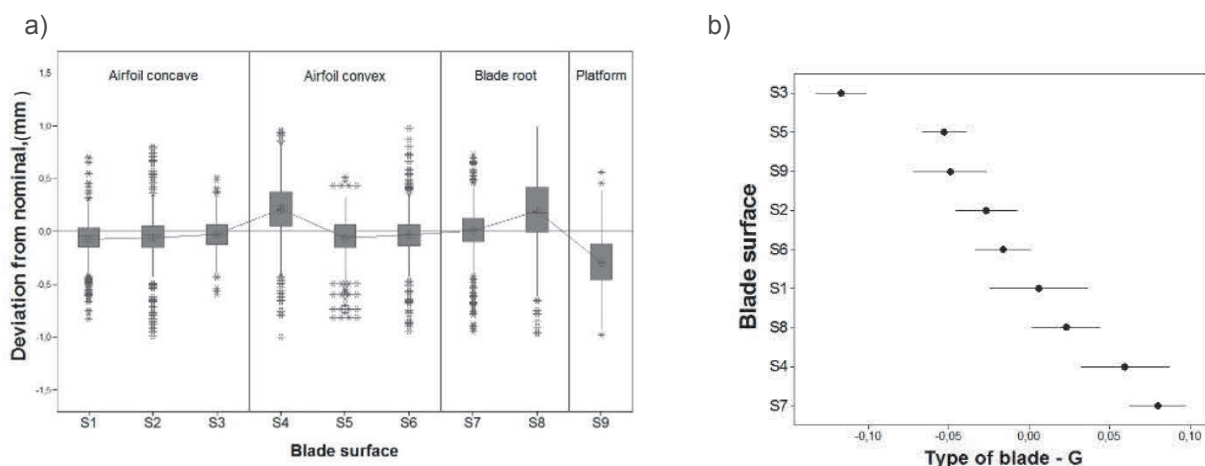 a)
Airfoil concave Airfoil convex Blade root Platform
Deviation from nominal,(mm )
1,5
1,0
0,5
0,0
-0,5
-1,0
-1,5
S1 S2 S3 S4 S5 S6 S7 S8 S9
Blade surface
b)
Blade surface
S3
S5
S9
S2
S6
S1
S8
S4
S7
-0,10 -0,05 0,00 0,05 0,10
Type of blade - G